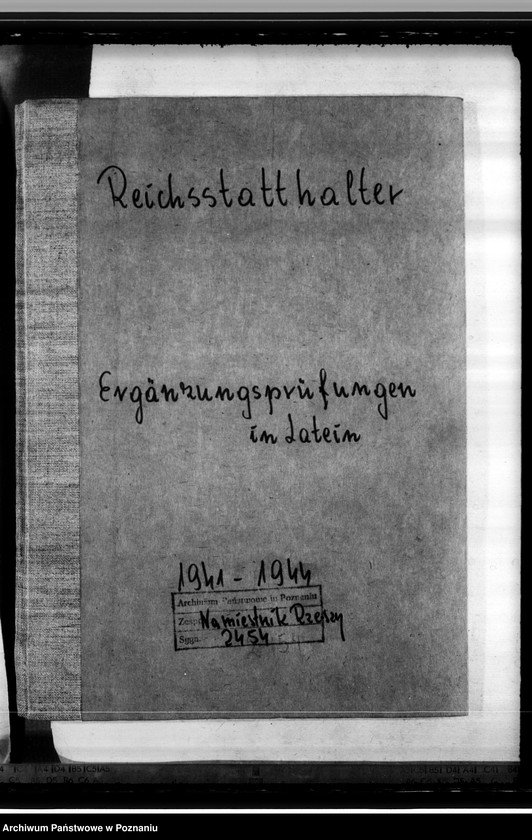 Reichsstatthalter
Ergänzungsprüfungen
in Latein
1941 - 1944
Archiwum Państwowe w Poznaniu
Zesp. Namiestnik Rzeszy
Sygn. 2454
Archiwum Państwowe w Poznaniu